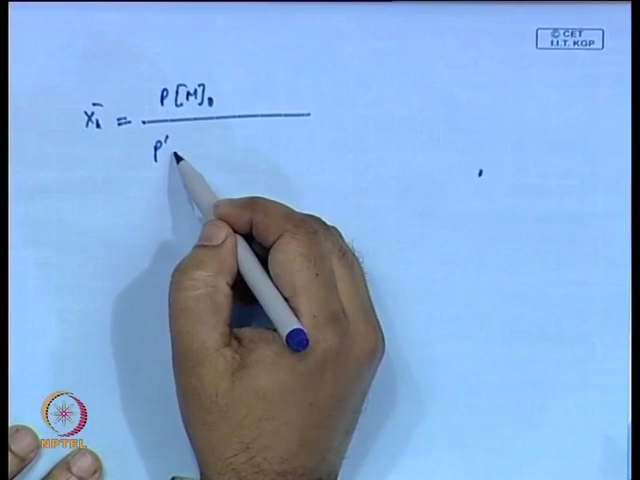 © CET
I.I.T. KGP
P[M]₀
X̄ₙ =
P'
NPTEL